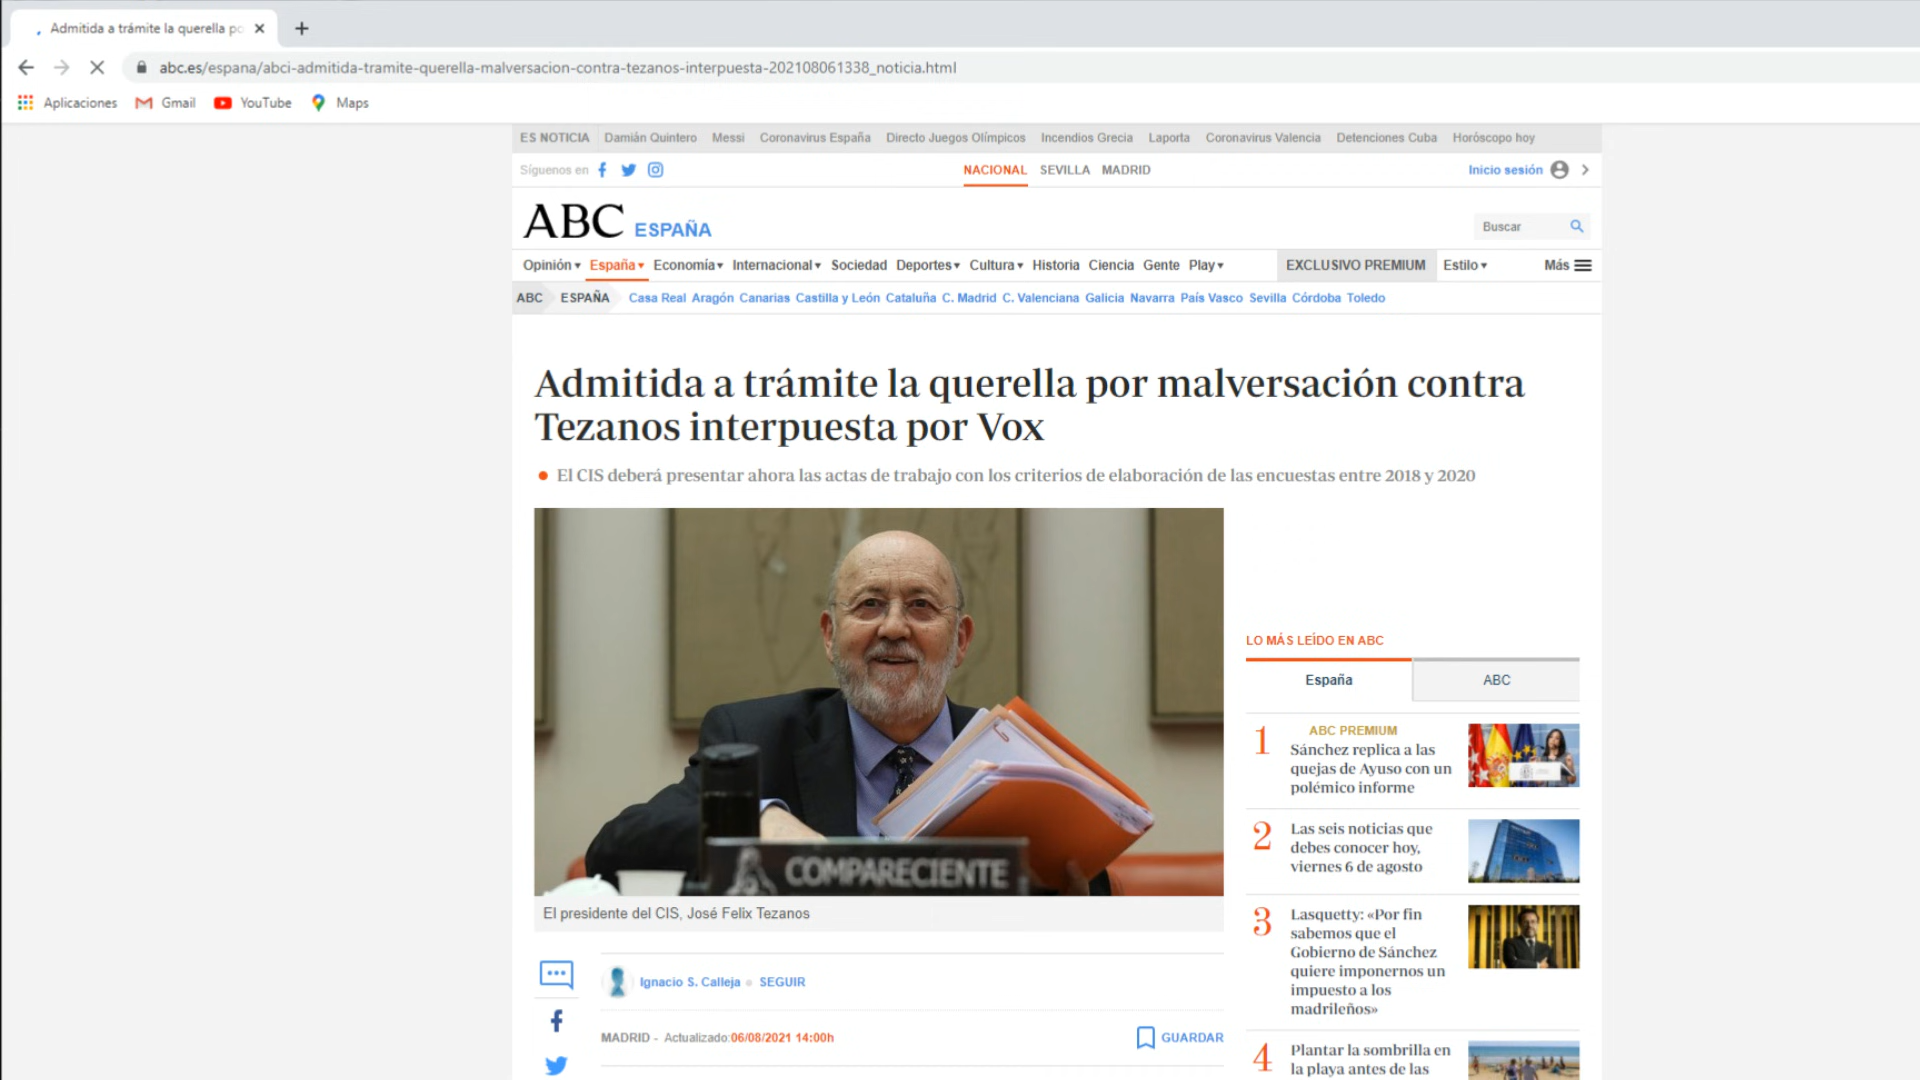 Admitida a trámite la querella po
abc.es/espana/abci-admitida-tramite-querella-malversacion-contra-tezanos-interpuesta-202108061338_noticia.html
Aplicaciones Gmail YouTube Maps
ES NOTICIA Damián Quintero Messi Coronavirus España Directo Juegos Olímpicos Incendios Grecia Laporta Coronavirus Valencia Detenciones Cuba Horóscopo hoy
Síguenos en NACIONAL SEVILLA MADRID Inicio sesión
ABC ESPAÑA
Buscar
Opinión España Economía Internacional Sociedad Deportes Cultura Historia Ciencia Gente Play EXCLUSIVO PREMIUM Estilo Más
ABC ESPAÑA Casa Real Aragón Canarias Castilla y León Cataluña C. Madrid C. Valenciana Galicia Navarra País Vasco Sevilla Córdoba Toledo
Admitida a trámite la querella por malversación contra
Tezanos interpuesta por Vox
El CIS deberá presentar ahora las actas de trabajo con los criterios de elaboración de las encuestas entre 2018 y 2020
COMPARECIENTE
El presidente del CIS, José Felix Tezanos
Ignacio S. Calleja SEGUIR
MADRID - Actualizado:06/08/2021 14:00h
GUARDAR
LO MÁS LEÍDO EN ABC
España ABC
1 ABC PREMIUM
Sánchez replica a las
quejas de Ayuso con un
polémico informe
2 Las seis noticias que
debes conocer hoy,
viernes 6 de agosto
3 Lasquetty: «Por fin
sabemos que el
Gobierno de Sánchez
quiere imponernos un
impuesto a los
madrileños»
4 Plantar la sombrilla en
la playa antes de las